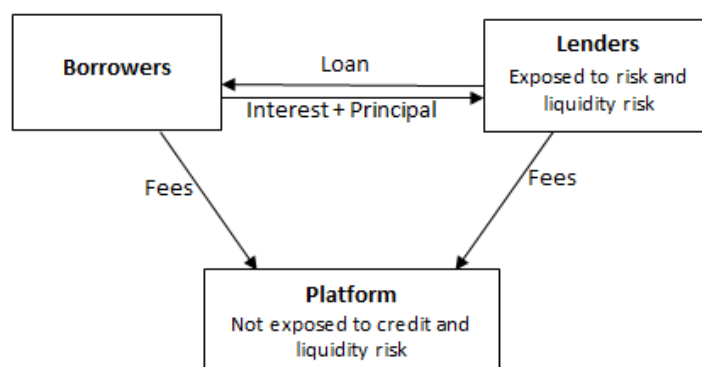 Borrowers
Loan
Interest + Principal
Lenders
Exposed to risk and
liquidity risk
Fees
Fees
Platform
Not exposed to credit and
liquidity risk